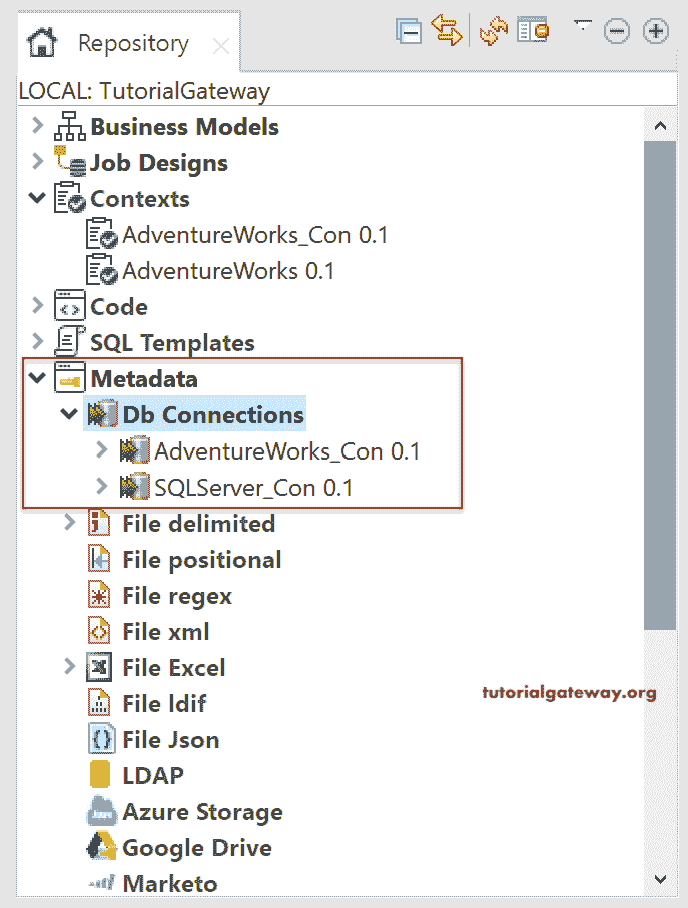 Repository
LOCAL: TutorialGateway
Business Models
Job Designs
Contexts
AdventureWorks_Con 0.1
AdventureWorks 0.1
Code
SQL Templates
Metadata
Db Connections
AdventureWorks_Con 0.1
SQLServer_Con 0.1
File delimited
File positional
File regex
File xml
File Excel
tutorialgateway.org
File ldif
File Json
LDAP
Azure Storage
Google Drive
Marketo